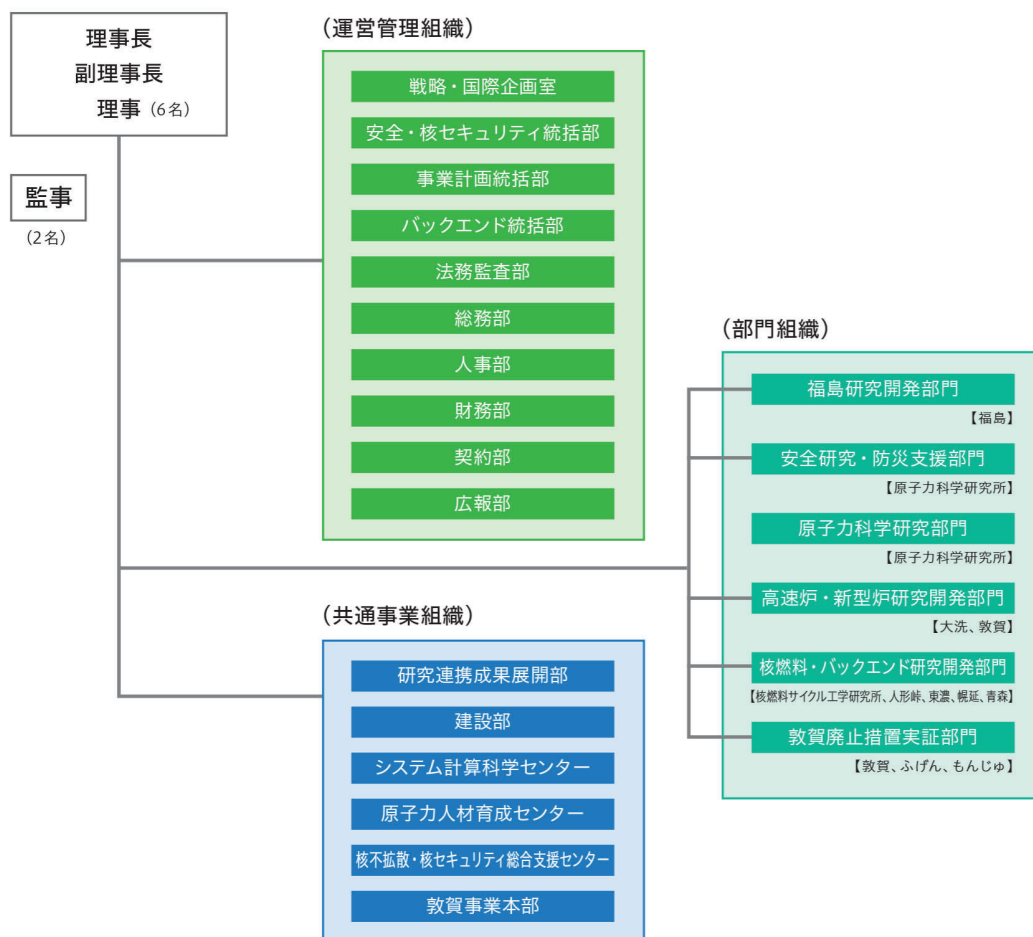 理事長
副理事長
理事（6名）
監事
（2名）
（運営管理組織）
戦略・国際企画室
安全・核セキュリティ統括部
事業計画統括部
バックエンド統括部
法務監査部
総務部
人事部
財務部
契約部
広報部
（共通事業組織）
研究連携成果展開部
建設部
システム計算科学センター
原子力人材育成センター
核不拡散・核セキュリティ総合支援センター
敦賀事業本部
（部門組織）
福島研究開発部門
【福島】
安全研究・防災支援部門
【原子力科学研究所】
原子力科学研究部門
【原子力科学研究所】
高速炉・新型炉研究開発部門
【大洗、敦賀】
核燃料・バックエンド研究開発部門
【核燃料サイクル工学研究所、人形峠、東濃、幌延、青森】
敦賀廃止措置実証部門
【敦賀、ふげん、もんじゅ】